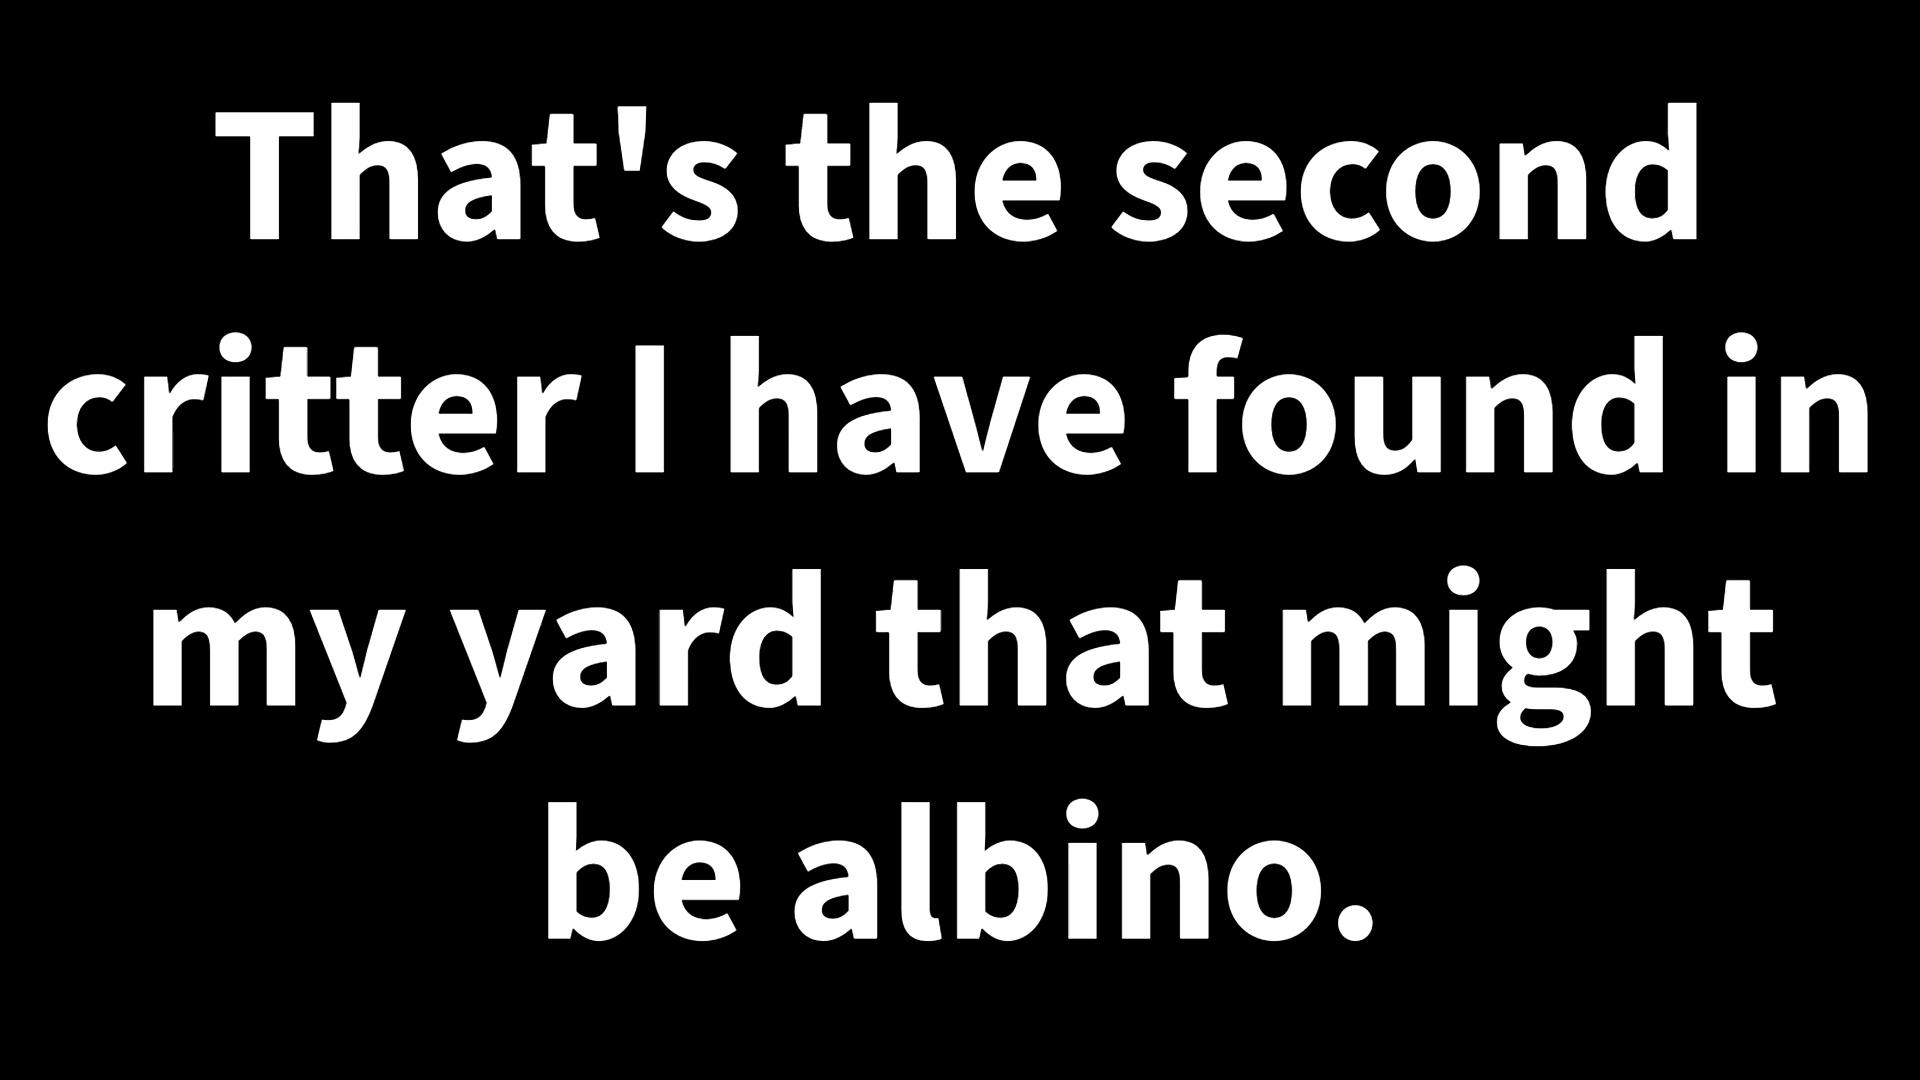 That's the second
critter I have found in
my yard that might
be albino.